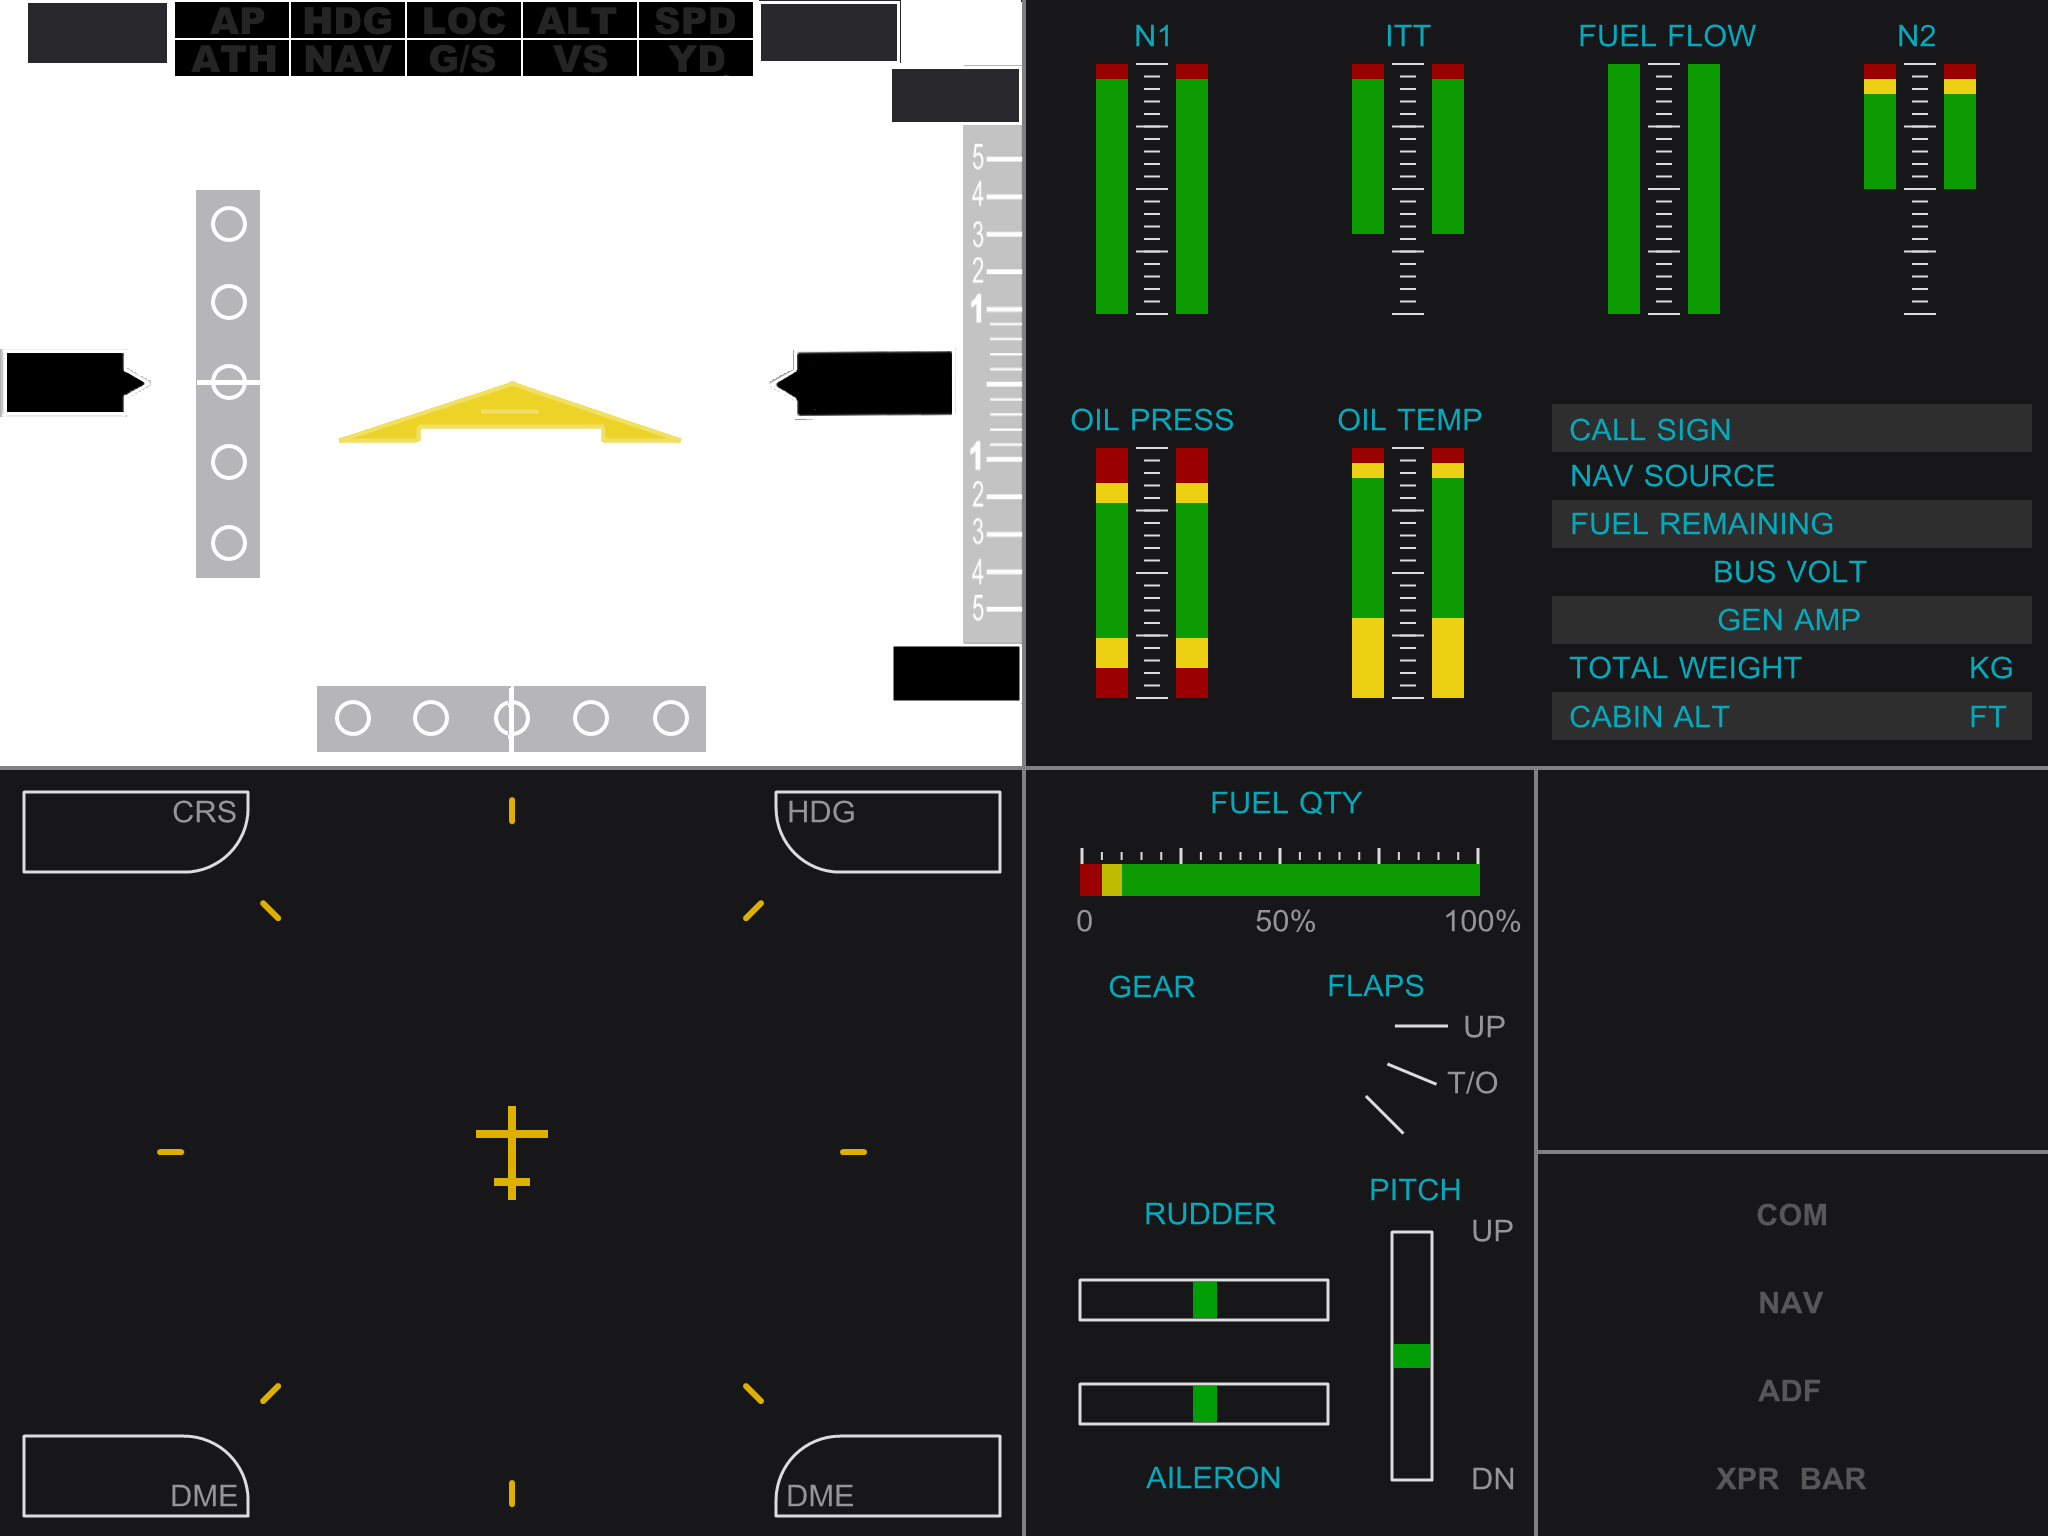 AP HDG LOC ALT SPD
ATH NAV G/S VS YD
5
4
3
2
1
1
2
3
4
5
N1 ITT FUEL FLOW N2
OIL PRESS OIL TEMP
CALL SIGN
NAV SOURCE
FUEL REMAINING
BUS VOLT
GEN AMP
TOTAL WEIGHT KG
CABIN ALT FT
CRS HDG
DME DME
FUEL QTY
0 50% 100%
GEAR FLAPS
UP
T/O
RUDDER PITCH
UP
DN
AILERON
COM
NAV
ADF
XPR BAR